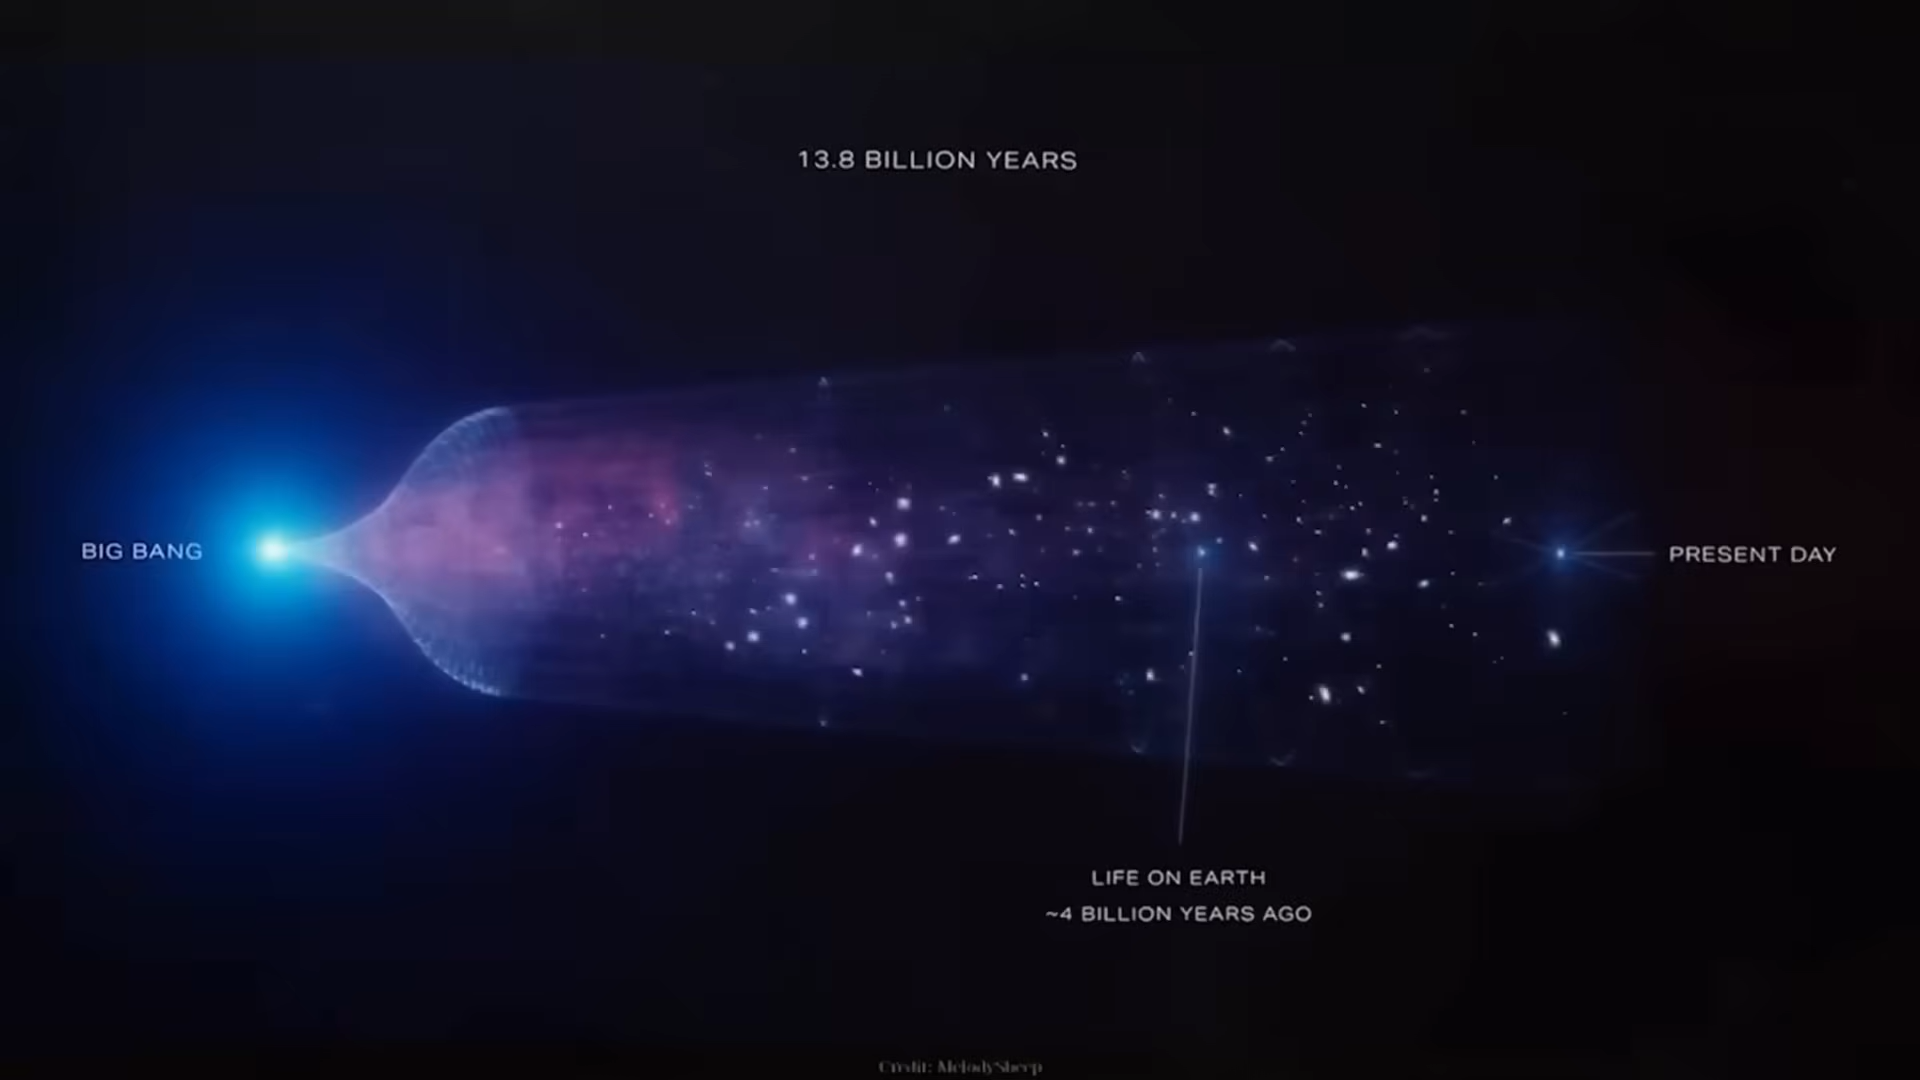 13.8 BILLION YEARS
BIG BANG
PRESENT DAY
LIFE ON EARTH
~4 BILLION YEARS AGO
Credit: MelodySheep